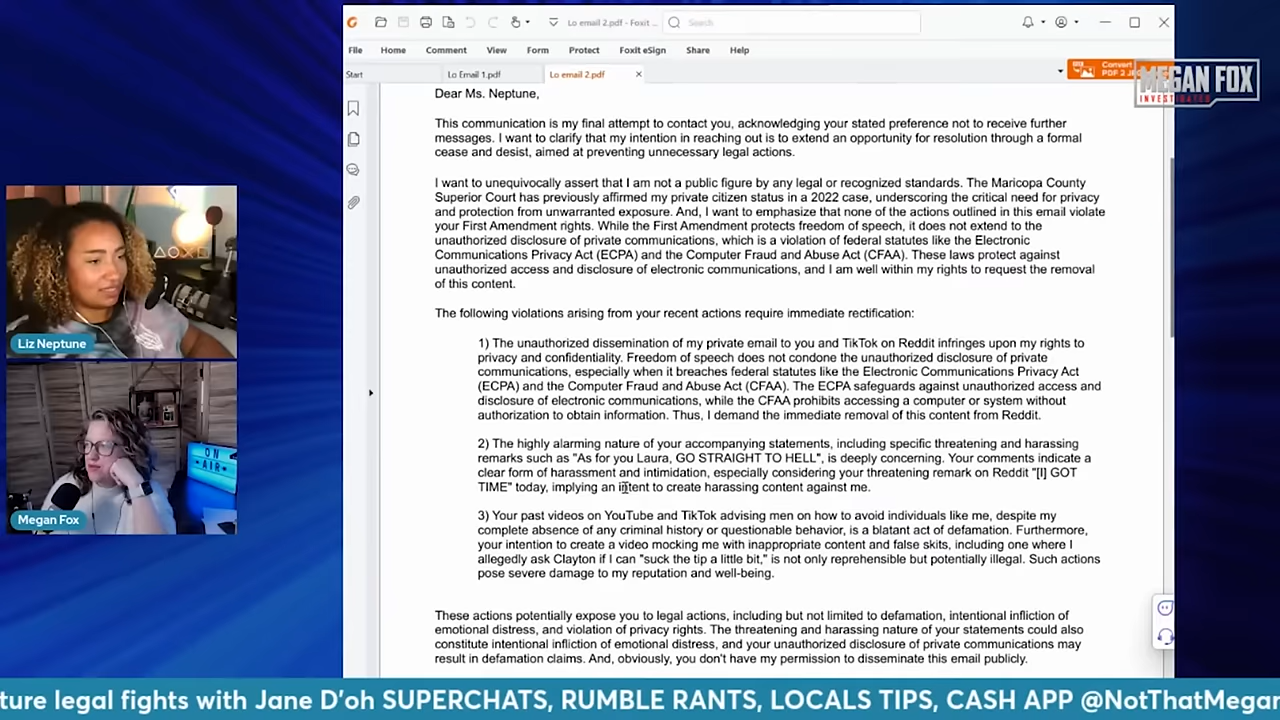 Lo email 2.pdf - Foxit ...
Search
File Home Comment View Form Protect Foxit eSign Share Help
Start Lo Email 1.pdf Lo email 2.pdf
Convert
PDF 2
MEGAN FOX
INVESTIGATES
Dear Ms. Neptune,
This communication is my final attempt to contact you, acknowledging your stated preference not to receive further
messages. I want to clarify that my intention in reaching out is to extend an opportunity for resolution through a formal
cease and desist, aimed at preventing unnecessary legal actions.
I want to unequivocally assert that I am not a public figure by any legal or recognized standards. The Maricopa County
Superior Court has previously affirmed my private citizen status in a 2022 case, underscoring the critical need for privacy
and protection from unwarranted exposure. And, I want to emphasize that none of the actions outlined in this email violate
your First Amendment rights. While the First Amendment protects freedom of speech, it does not extend to the
unauthorized disclosure of private communications, which is a violation of federal statutes like the Electronic
Communications Privacy Act (ECPA) and the Computer Fraud and Abuse Act (CFAA). These laws protect against
unauthorized access and disclosure of electronic communications, and I am well within my rights to request the removal
of this content.
The following violations arising from your recent actions require immediate rectification:
1) The unauthorized dissemination of my private email to you and TikTok on Reddit infringes upon my rights to
privacy and confidentiality. Freedom of speech does not condone the unauthorized disclosure of private
communications, especially when it breaches federal statutes like the Electronic Communications Privacy Act
(ECPA) and the Computer Fraud and Abuse Act (CFAA). The ECPA safeguards against unauthorized access and
disclosure of electronic communications, while the CFAA prohibits accessing a computer or system without
authorization to obtain information. Thus, I demand the immediate removal of this content from Reddit.
2) The highly alarming nature of your accompanying statements, including specific threatening and harassing
remarks such as "As for you Laura, GO STRAIGHT TO HELL", is deeply concerning. Your comments indicate a
clear form of harassment and intimidation, especially considering your threatening remark on Reddit "[I] GOT
TIME" today, implying an intent to create harassing content against me.
3) Your past videos on YouTube and TikTok advising men on how to avoid individuals like me, despite my
complete absence of any criminal history or questionable behavior, is a blatant act of defamation. Furthermore,
your intention to create a video mocking me with inappropriate content and false skits, including one where I
allegedly ask Clayton if I can "suck the tip a little bit," is not only reprehensible but potentially illegal. Such actions
pose severe damage to my reputation and well-being.
These actions potentially expose you to legal actions, including but not limited to defamation, intentional infliction of
emotional distress, and violation of privacy rights. The threatening and harassing nature of your statements could also
constitute intentional infliction of emotional distress, and your unauthorized disclosure of private communications may
result in defamation claims. And, obviously, you don't have my permission to disseminate this email publicly.
Liz Neptune
ON
AIR
Megan Fox
ture legal fights with Jane D'oh SUPERCHATS, RUMBLE RANTS, LOCALS TIPS, CASH APP @NotThatMegan